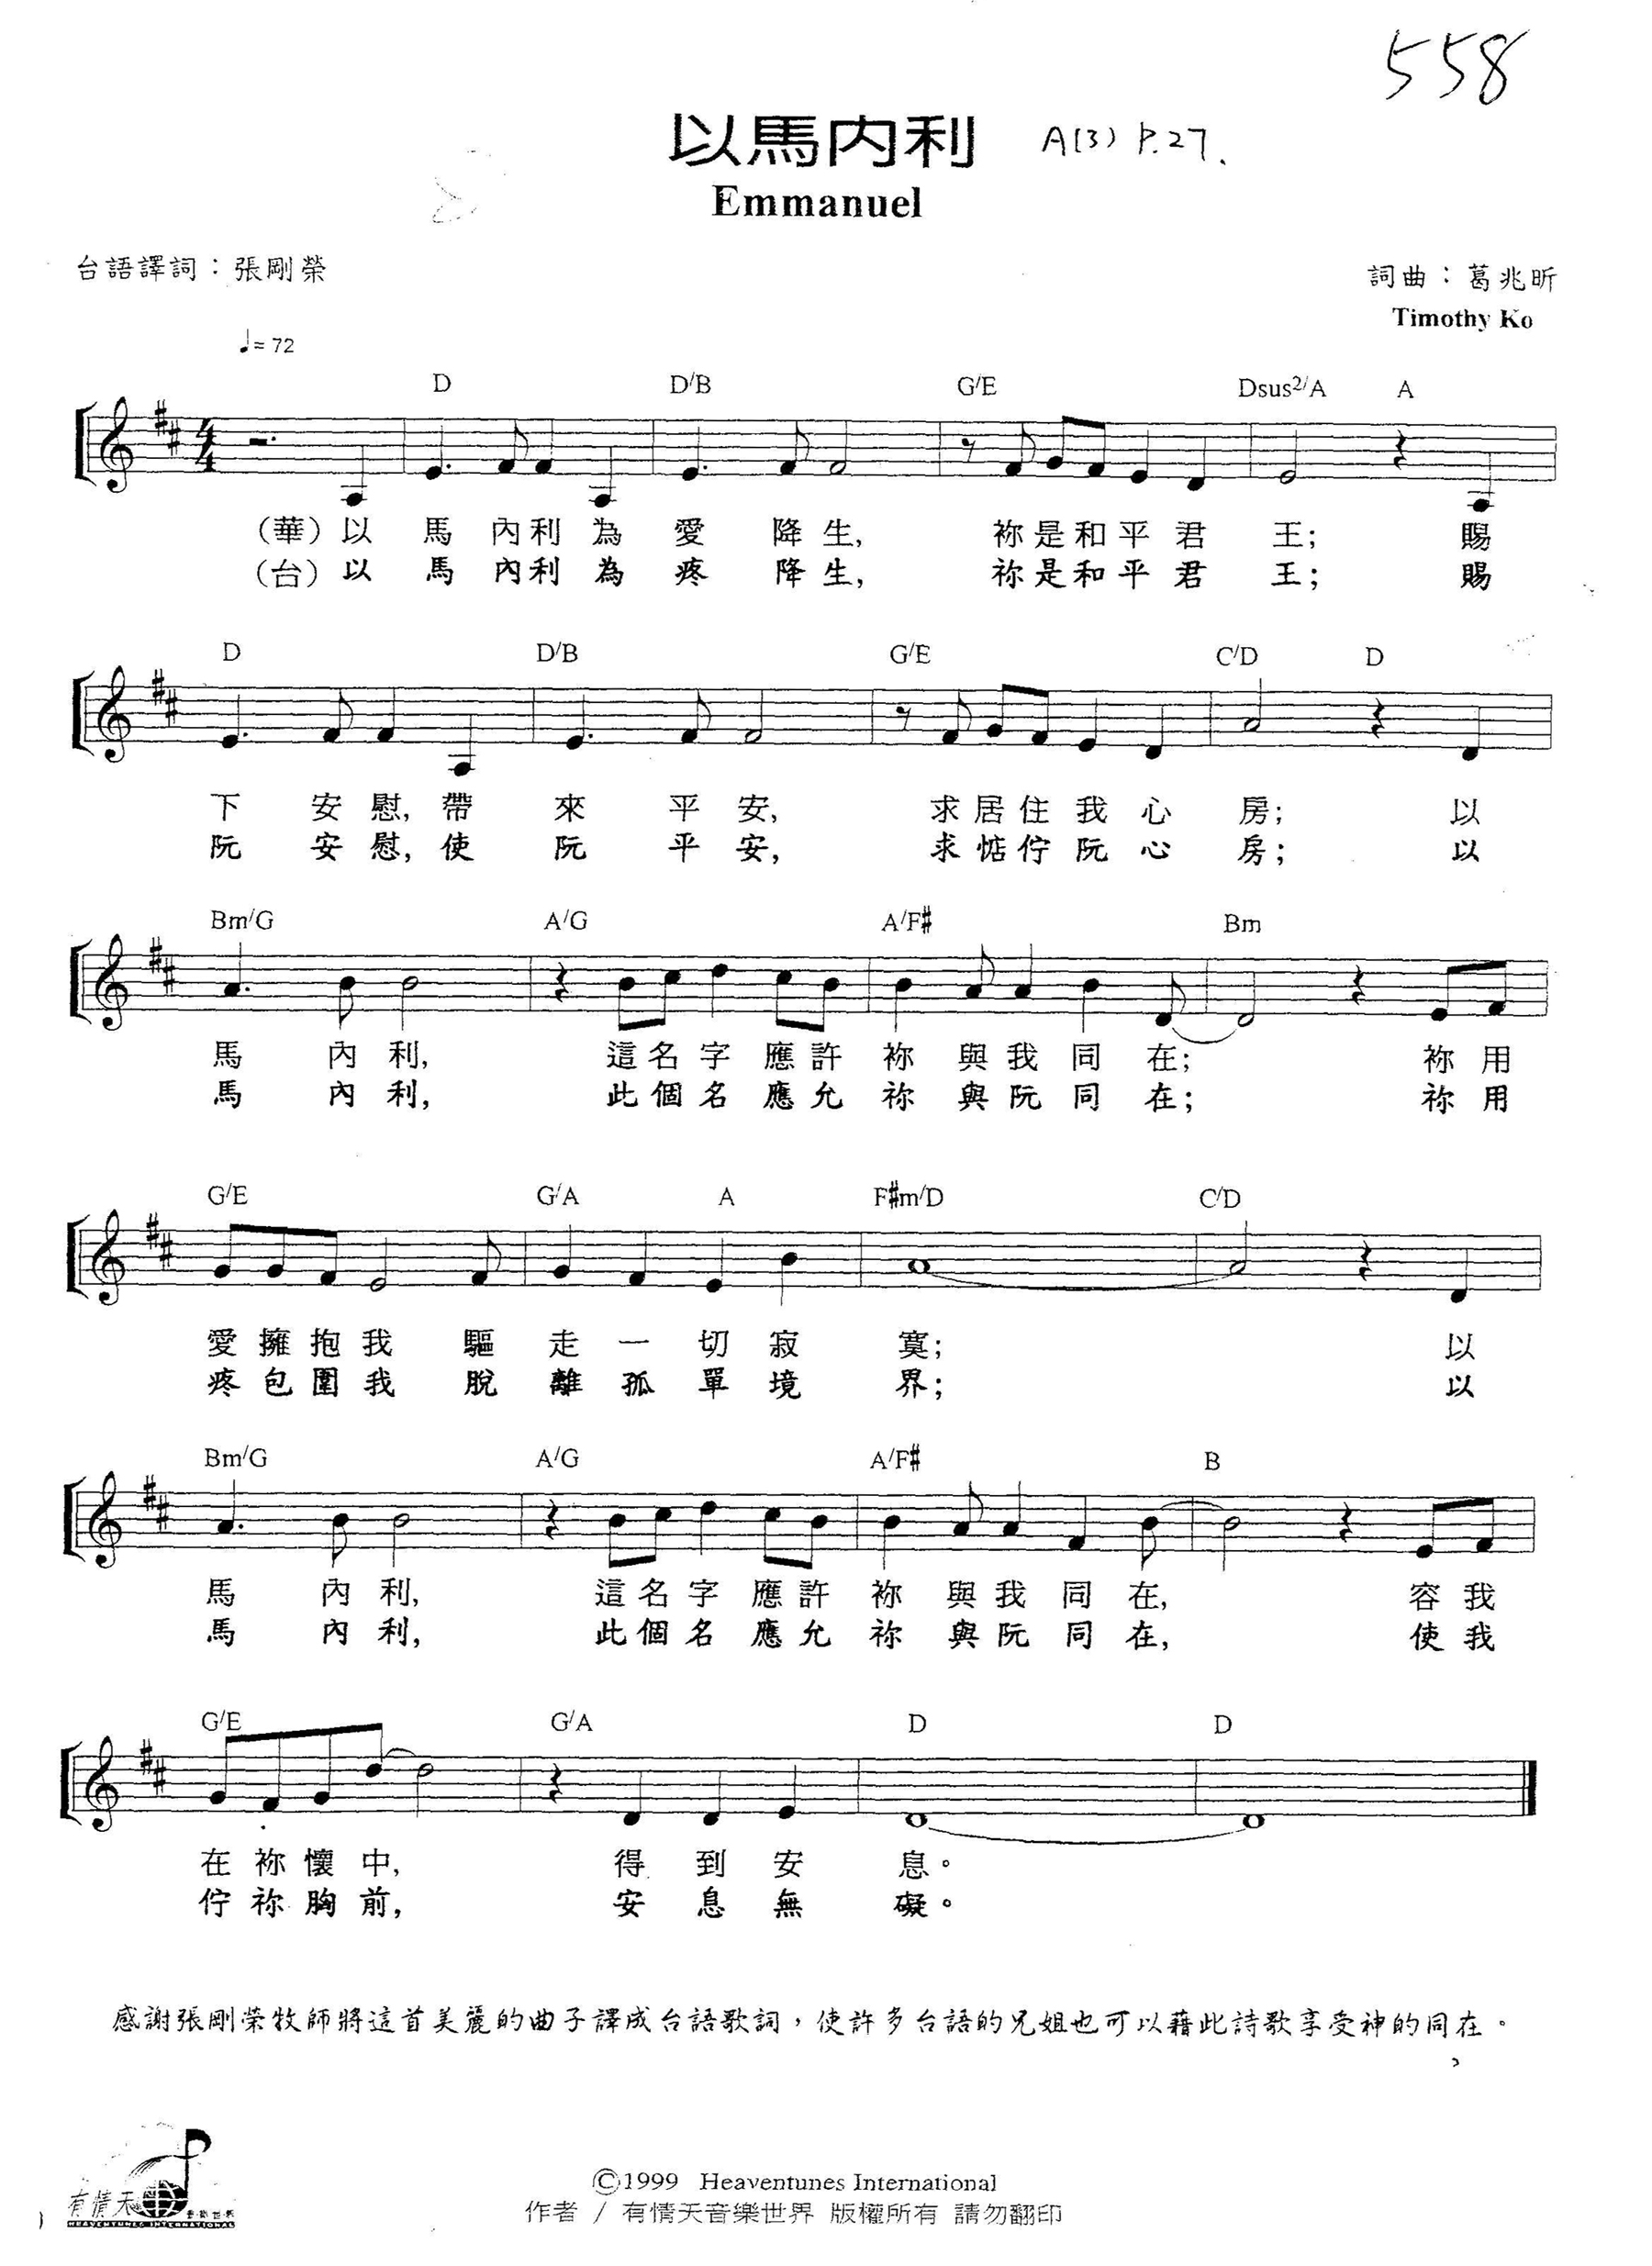 558
以馬內利 A(3) P.27.
Emmanuel
台語譯詞：張剛榮
詞曲：葛兆昕
Timothy Ko
♩= 72
D D/B G/E Dsus2/A A
(華) 以 馬 內 利 為 愛 降 生, 祢 是 和 平 君 王; 賜
(台) 以 馬 內 利 為 疼 降 生, 祢 是 和 平 君 王; 賜
D D/B G/E C/D D
下 安 慰, 帶 來 平 安, 求 居 住 我 心 房; 以
阮 安 慰, 使 阮 平 安, 求 惦 佇 阮 心 房; 以
Bm/G A/G A/F# Bm
馬 內 利, 這 名 字 應 許 祢 與 我 同 在; 祢 用
馬 內 利, 此 個 名 應 允 祢 與 阮 同 在; 祢 用
G/E G/A A F#m/D C/D
愛 擁 抱 我 驅 走 一 切 寂 寞; 以
疼 包 圍 我 脫 離 孤 單 境 界; 以
Bm/G A/G A/F# B
馬 內 利, 這 名 字 應 許 祢 與 我 同 在, 容 我
馬 內 利, 此 個 名 應 允 祢 與 阮 同 在, 使 我
G/E G/A D D
在 祢 懷 中, 得 到 安 息。
佇 祢 胸 前, 安 息 無 礙。
感謝張剛榮牧師將這首美麗的曲子譯成台語歌詞，使許多台語的兄姐也可以藉此詩歌享受神的同在。
有情天音樂世界
HEAVENTUNES INTERNATIONAL
©1999 Heaventunes International
作者 / 有情天音樂世界 版權所有 請勿翻印